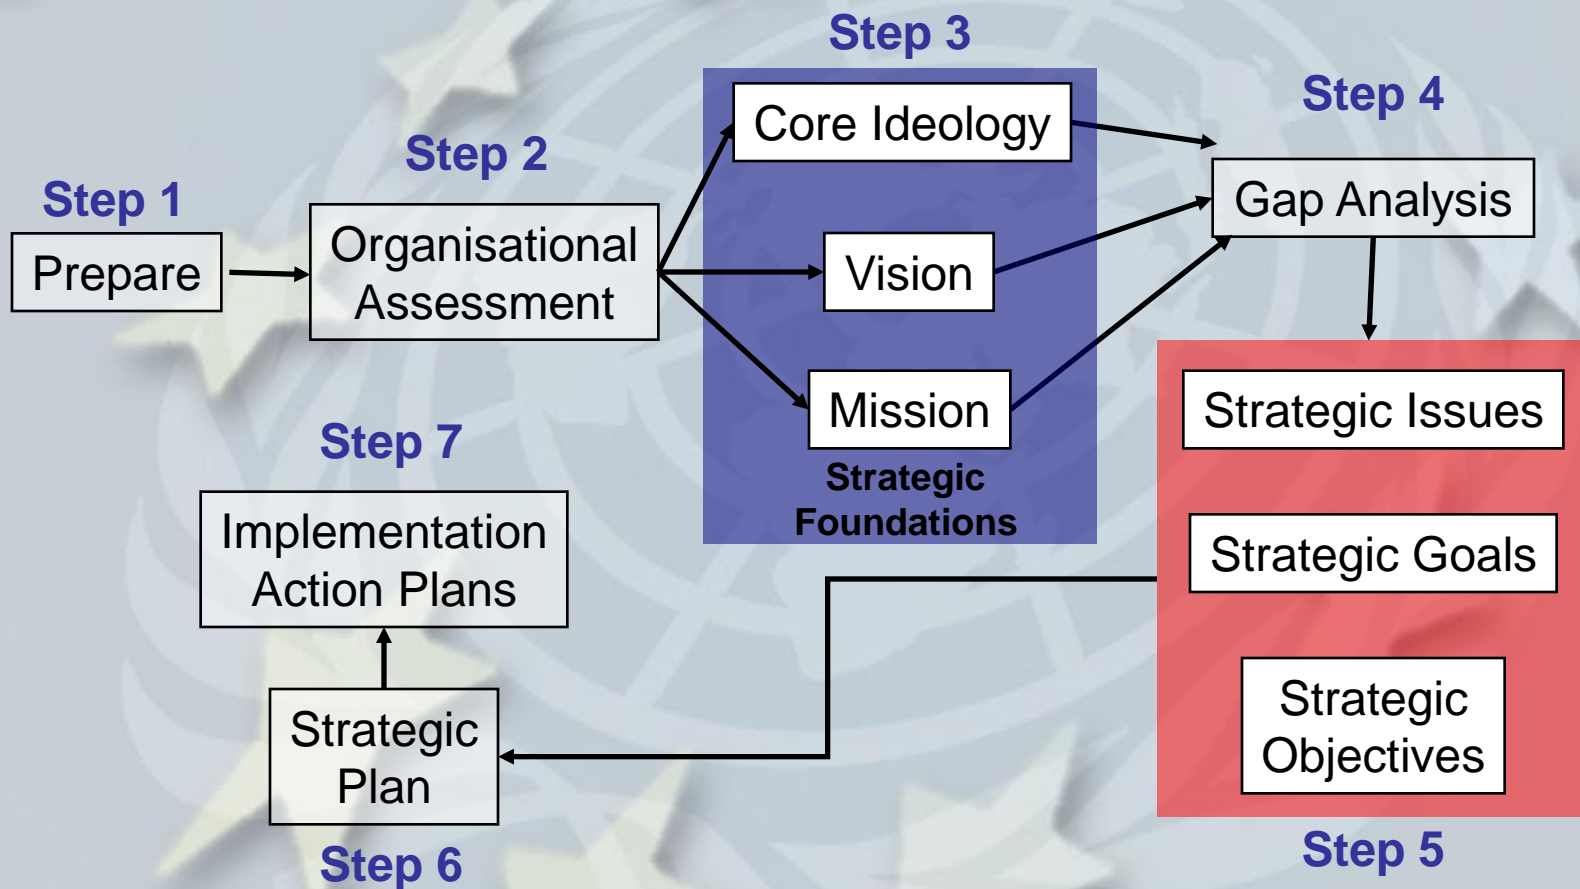 Step 1
Prepare
Step 2
Organisational
Assessment
Step 3
Core Ideology
Vision
Mission
Strategic
Foundations
Step 4
Gap Analysis
Strategic Issues
Strategic Goals
Strategic
Objectives
Step 5
Strategic
Plan
Step 6
Step 7
Implementation
Action Plans